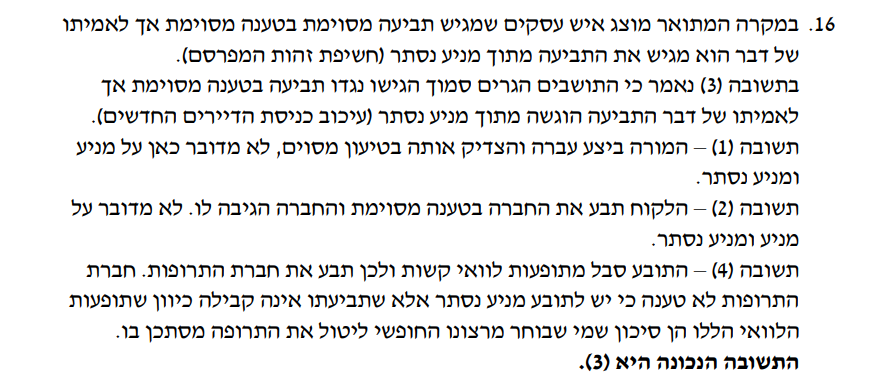 16. במקרה המתואר מוצג איש עסקים שמגיש תביעה מסוימת בטענה מסוימת אך לאמיתו
של דבר הוא מגיש את התביעה מתוך מניע נסתר (חשיפת זהות המפרסם).
בתשובה (3) נאמר כי התושבים הגרים סמוך הגישו נגדו תביעה בטענה מסוימת אך
לאמיתו של דבר התביעה הוגשה מתוך מניע נסתר (עיכוב כניסת הדיירים החדשים).
תשובה (1) – המורה ביצע עברה והצדיק אותה בטיעון מסוים, לא מדובר כאן על מניע
ומניע נסתר.
תשובה (2) – הלקוח תבע את החברה בטענה מסוימת והחברה הגיבה לו. לא מדובר על
מניע ומניע נסתר.
תשובה (4) – התובע סבל מתופעות לוואי קשות ולכן תבע את חברת התרופות. חברת
התרופות לא טענה כי יש לתובע מניע נסתר אלא שתביעתו אינה קבילה כיוון שתופעות
הלוואי הללו הן סיכון שמי שבוחר מרצונו החופשי ליטול את התרופה מסתכן בו.
התשובה הנכונה היא (3).